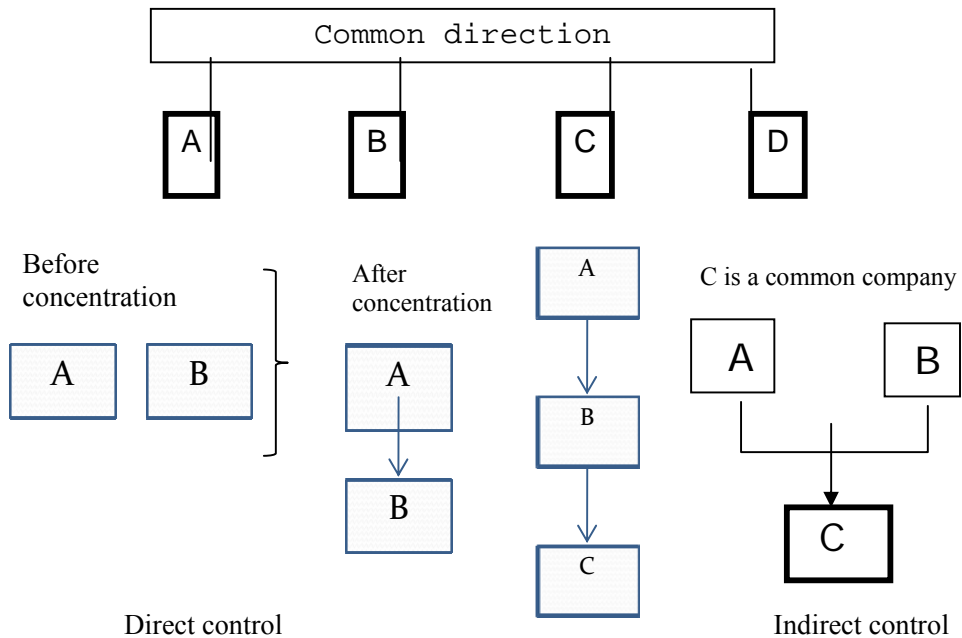 Common direction
A B C D
Before
concentration
A B
After
concentration
A
B
A
B
C
C is a common company
A B
C
Direct control
Indirect control